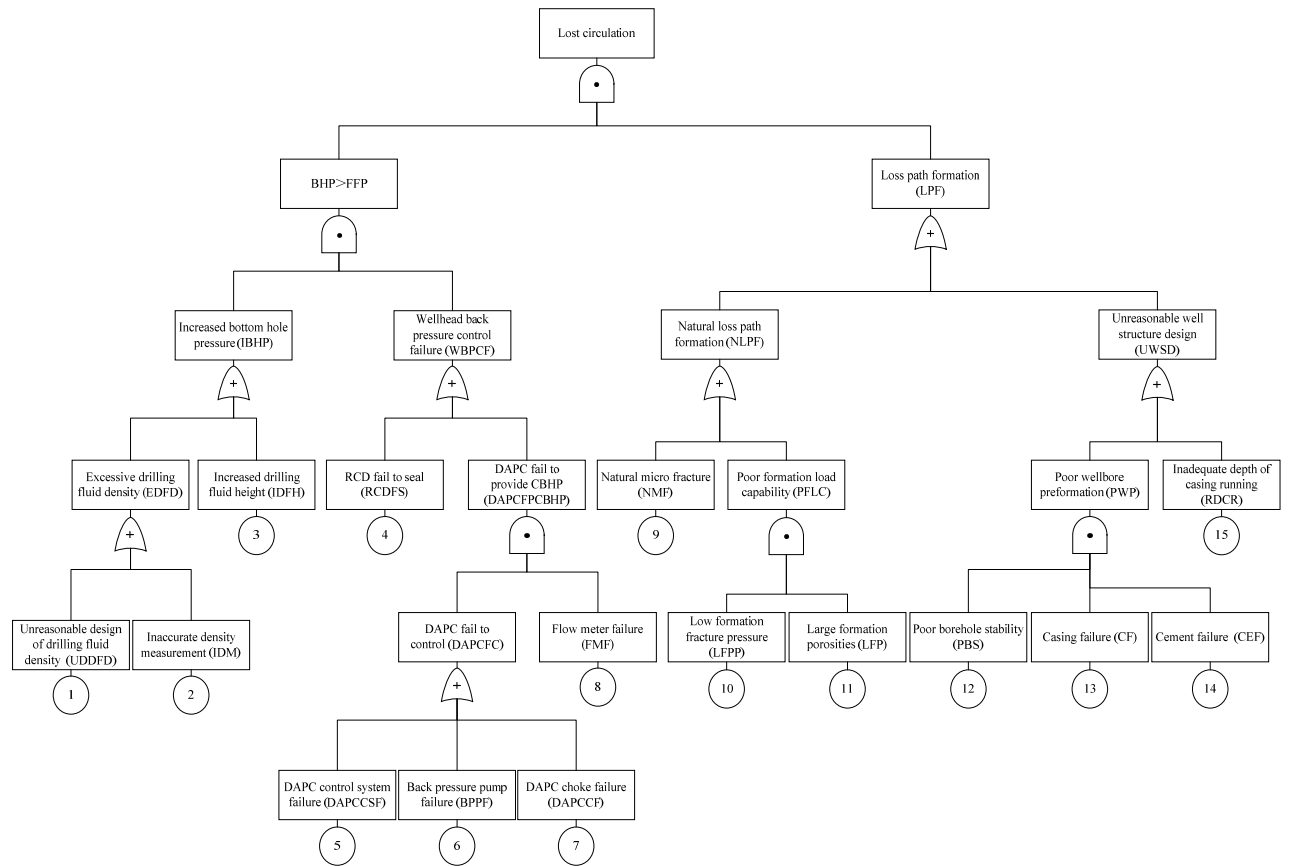 Lost circulation
BHP>FFP
Loss path formation
(LPF)
+
Increased bottom hole
pressure (IBHP)
Wellhead back
pressure control
failure (WBPCF)
Natural loss path
formation (NLPF)
Unreasonable well
structure design
(UWSD)
+
+
+
+
Excessive drilling
fluid density (EDFD)
Increased drilling
fluid height (IDFH)
RCD fail to seal
(RCDFS)
DAPC fail to
provide CBHP
(DAPCFPCBHP)
Natural micro fracture
(NMF)
Poor formation load
capability (PFLC)
Poor wellbore
preformation (PWP)
Inadequate depth of
casing running
(RDCR)
+
3
4
9
15
Unreasonable design
of drilling fluid
density (UDDFD)
Inaccurate density
measurement (IDM)
DAPC fail to
control (DAPCFC)
Flow meter failure
(FMF)
Low formation
fracture pressure
(LFPP)
Large formation
porosities (LFP)
Poor borehole stability
(PBS)
Casing failure (CF)
Cement failure (CEF)
1
2
+
8
10
11
12
13
14
DAPC control system
failure (DAPCCSF)
Back pressure pump
failure (BPPF)
DAPC choke failure
(DAPCCF)
5
6
7